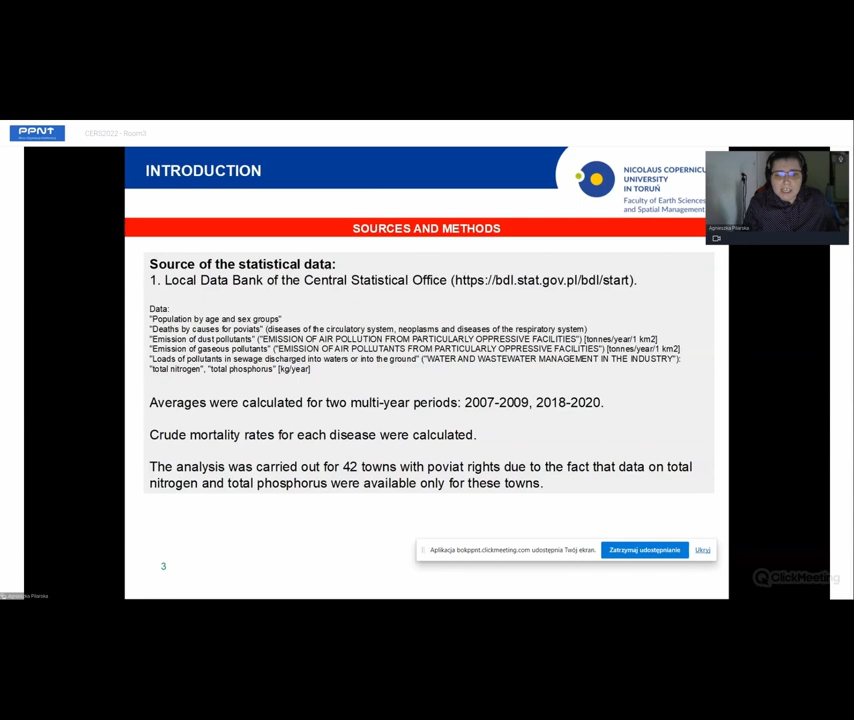 PPNT
CERS2022 - Room3
INTRODUCTION
NICOLAUS COPERNICU
UNIVERSITY
IN TORUŃ
Faculty of Earth Sciences
and Spatial Management
Agnieszka Pilarska
SOURCES AND METHODS
Source of the statistical data:
1. Local Data Bank of the Central Statistical Office (https://bdl.stat.gov.pl/bdl/start).
Data:
"Population by age and sex groups"
"Deaths by causes for poviats" (diseases of the circulatory system, neoplasms and diseases of the respiratory system)
"Emission of dust pollutants" ("EMISSION OF AIR POLLUTION FROM PARTICULARLY OPPRESSIVE FACILITIES") [tonnes/year/1 km2]
"Emission of gaseous pollutants" ("EMISSION OF AIR POLLUTANTS FROM PARTICULARLY OPPRESSIVE FACILITIES") [tonnes/year/1 km2]
"Loads of pollutants in sewage discharged into waters or into the ground" ("WATER AND WASTEWATER MANAGEMENT IN THE INDUSTRY"):
"total nitrogen", "total phosphorus" [kg/year]
Averages were calculated for two multi-year periods: 2007-2009, 2018-2020.
Crude mortality rates for each disease were calculated.
The analysis was carried out for 42 towns with poviat rights due to the fact that data on total
nitrogen and total phosphorus were available only for these towns.
Aplikacja bokppnt.clickmeeting.com udostępnia Twój ekran.
Zatrzymaj udostępnianie
Ukryj
3
ClickMeeting
Pilarska